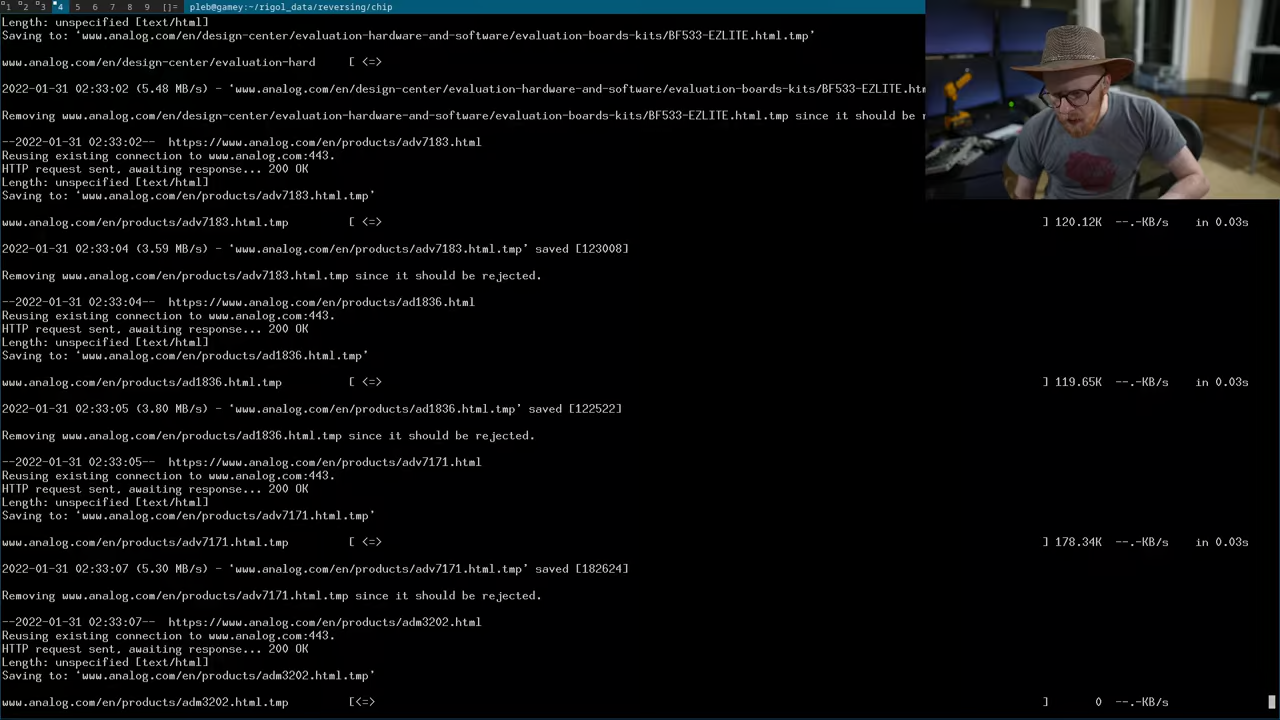 1 2 3 4 5 6 7 8 9 []= pleb@gamey:~/rigol_data/reversing/chip
Length: unspecified [text/html]
Saving to: ‘www.analog.com/en/design-center/evaluation-hardware-and-software/evaluation-boards-kits/BF533-EZLITE.html.tmp’
www.analog.com/en/design-center/evaluation-hard [ <=>
2022-01-31 02:33:02 (5.48 MB/s) - ‘www.analog.com/en/design-center/evaluation-hardware-and-software/evaluation-boards-kits/BF533-EZLITE.htm
Removing www.analog.com/en/design-center/evaluation-hardware-and-software/evaluation-boards-kits/BF533-EZLITE.html.tmp since it should be r
--2022-01-31 02:33:02-- https://www.analog.com/en/products/adv7183.html
Reusing existing connection to www.analog.com:443.
HTTP request sent, awaiting response... 200 OK
Length: unspecified [text/html]
Saving to: ‘www.analog.com/en/products/adv7183.html.tmp’
www.analog.com/en/products/adv7183.html.tmp [ <=> ] 120.12K --.-KB/s in 0.03s
2022-01-31 02:33:04 (3.59 MB/s) - ‘www.analog.com/en/products/adv7183.html.tmp’ saved [123008]
Removing www.analog.com/en/products/adv7183.html.tmp since it should be rejected.
--2022-01-31 02:33:04-- https://www.analog.com/en/products/ad1836.html
Reusing existing connection to www.analog.com:443.
HTTP request sent, awaiting response... 200 OK
Length: unspecified [text/html]
Saving to: ‘www.analog.com/en/products/ad1836.html.tmp’
www.analog.com/en/products/ad1836.html.tmp [ <=> ] 119.65K --.-KB/s in 0.03s
2022-01-31 02:33:05 (3.80 MB/s) - ‘www.analog.com/en/products/ad1836.html.tmp’ saved [122522]
Removing www.analog.com/en/products/ad1836.html.tmp since it should be rejected.
--2022-01-31 02:33:05-- https://www.analog.com/en/products/adv7171.html
Reusing existing connection to www.analog.com:443.
HTTP request sent, awaiting response... 200 OK
Length: unspecified [text/html]
Saving to: ‘www.analog.com/en/products/adv7171.html.tmp’
www.analog.com/en/products/adv7171.html.tmp [ <=> ] 178.34K --.-KB/s in 0.03s
2022-01-31 02:33:07 (5.30 MB/s) - ‘www.analog.com/en/products/adv7171.html.tmp’ saved [182624]
Removing www.analog.com/en/products/adv7171.html.tmp since it should be rejected.
--2022-01-31 02:33:07-- https://www.analog.com/en/products/adm3202.html
Reusing existing connection to www.analog.com:443.
HTTP request sent, awaiting response... 200 OK
Length: unspecified [text/html]
Saving to: ‘www.analog.com/en/products/adm3202.html.tmp’
www.analog.com/en/products/adm3202.html.tmp [<=> ] 0 --.-KB/s